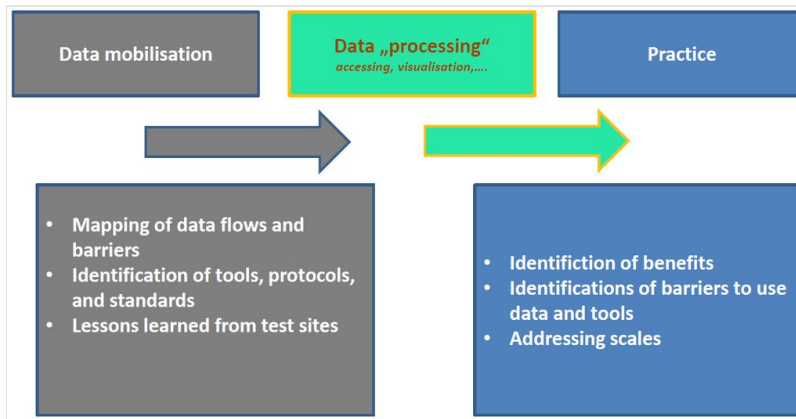 Data mobilisation
Data „processing“
accessing, visualisation,....
Practice
• Mapping of data flows and
barriers
• Identification of tools, protocols,
and standards
• Lessons learned from test sites
• Identifiction of benefits
• Identifications of barriers to use
data and tools
• Addressing scales